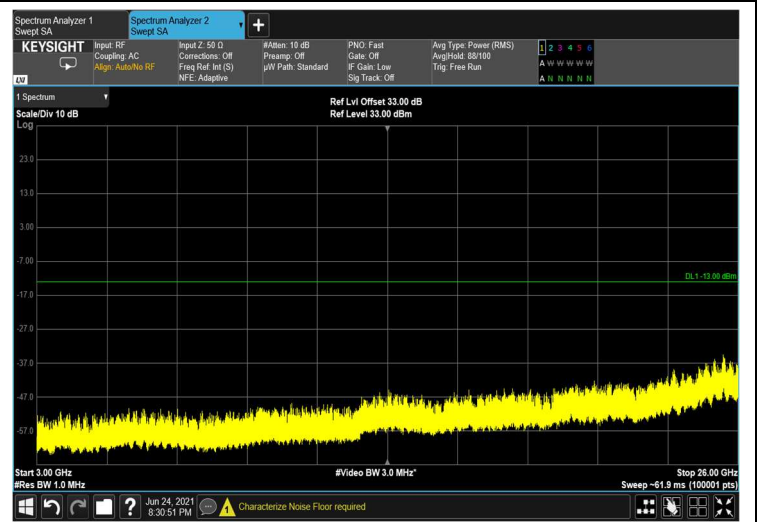 Spectrum Analyzer 1
Swept SA
Spectrum Analyzer 2
Swept SA
+
KEYSIGHT
Input: RF
Coupling: AC
Align: Auto/No RF
Input Z: 50 Ω
Corrections: Off
Freq Ref: Int (S)
NFE: Adaptive
#Atten: 10 dB
Preamp: Off
µW Path: Standard
PNO: Fast
Gate: Off
IF Gain: Low
Sig Track: Off
Avg Type: Power (RMS)
Avg|Hold: 88/100
Trig: Free Run
1 2 3 4 5 6
A W W W W W
A N N N N N
LXI
1 Spectrum
Scale/Div 10 dB
Ref Lvl Offset 33.00 dB
Ref Level 33.00 dBm
Log
23.0
13.0
3.00
-7.00
DL1 -13.00 dBm
-17.0
-27.0
-37.0
-47.0
-57.0
Start 3.00 GHz
#Video BW 3.0 MHz*
Stop 26.00 GHz
#Res BW 1.0 MHz
Sweep ~61.9 ms (100001 pts)
?
Jun 24, 2021
8:30:51 PM
1
Characterize Noise Floor required